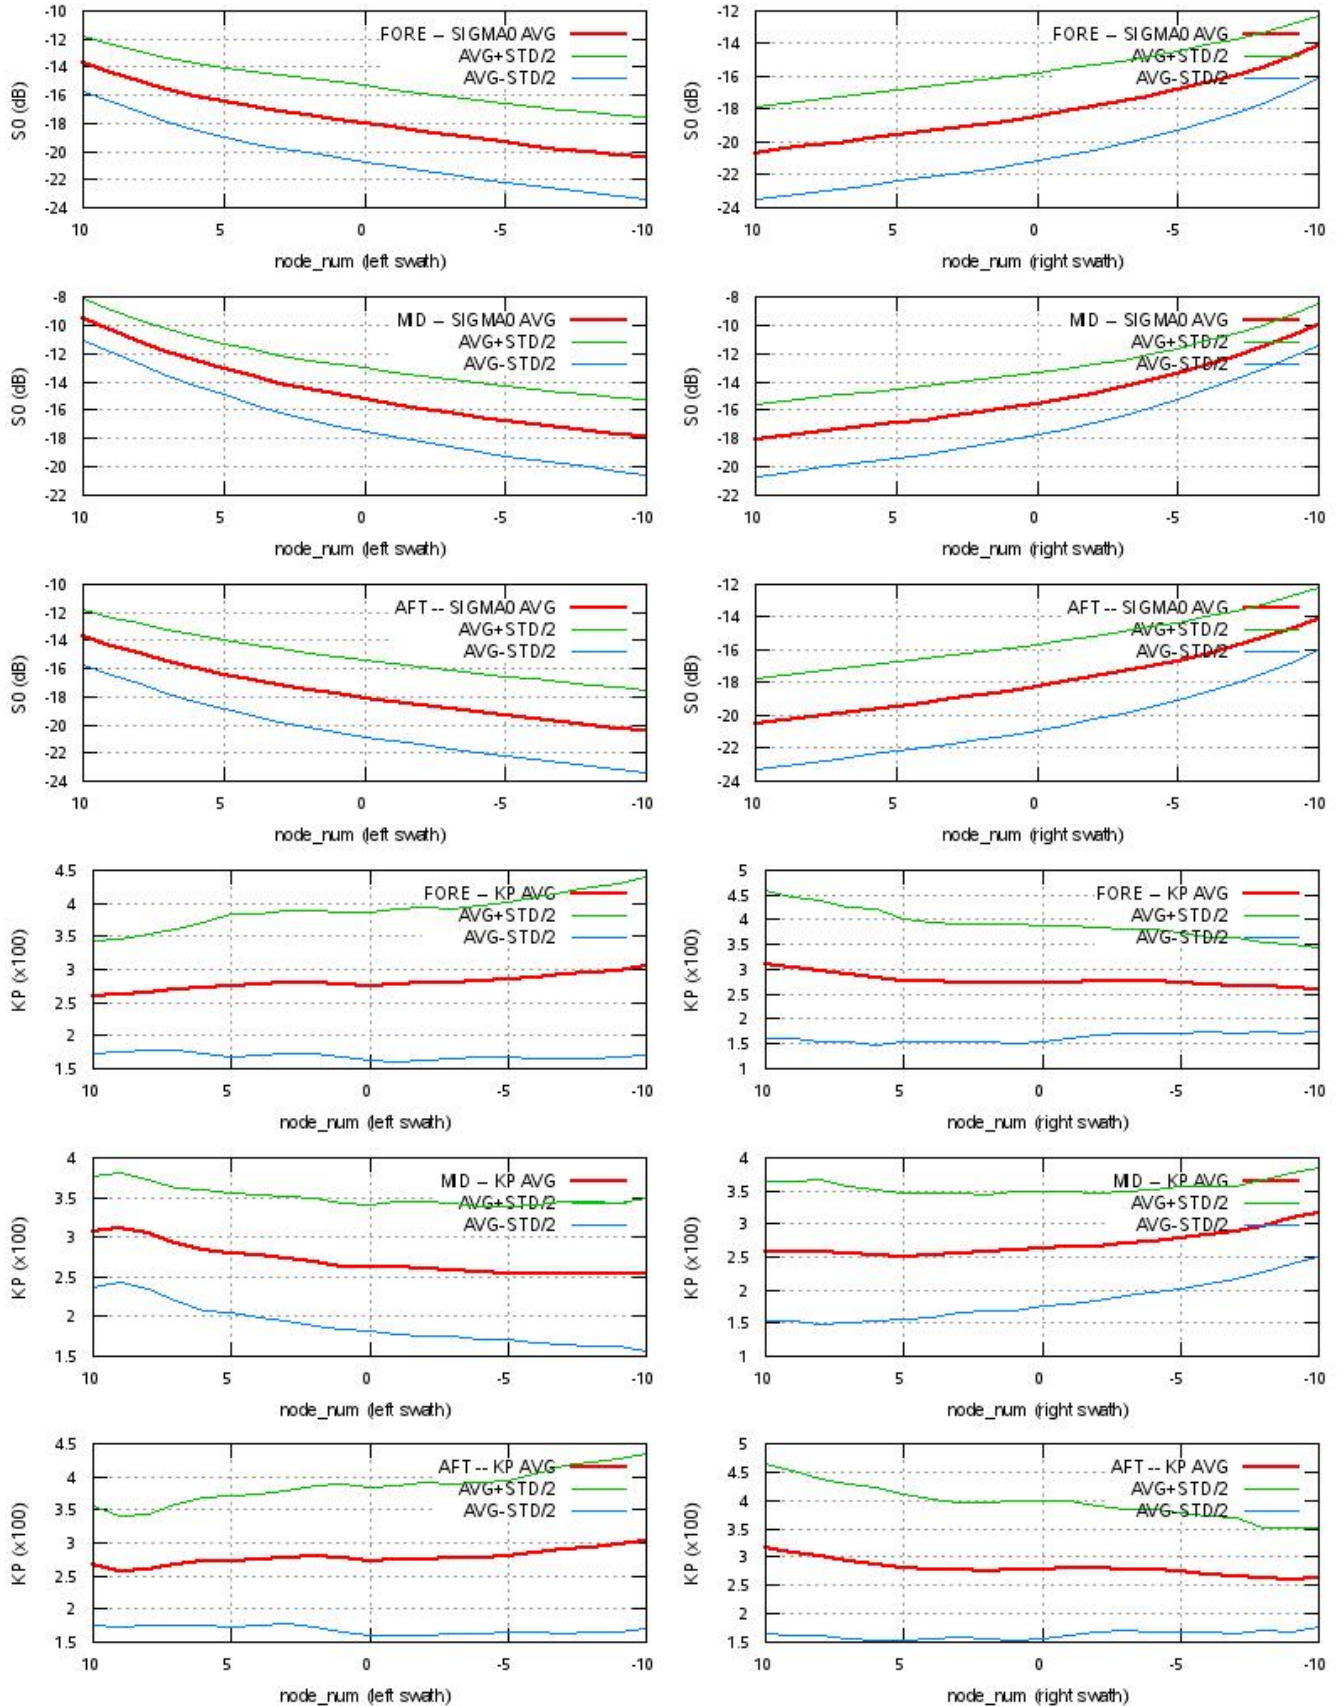 -10
-12
-14
-16
-18
-20
-22
-24
S0 (dB)
FORE -- SIGMA0 AVG
AVG+STD/2
AVG-STD/2
10 5 0 -5 -10
node_num (left swath)
-12
-14
-16
-18
-20
-22
-24
S0 (dB)
FORE -- SIGMA0 AVG
AVG+STD/2
AVG-STD/2
10 5 0 -5 -10
node_num (right swath)
-8
-10
-12
-14
-16
-18
-20
-22
S0 (dB)
MID -- SIGMA0 AVG
AVG+STD/2
AVG-STD/2
10 5 0 -5 -10
node_num (left swath)
-8
-10
-12
-14
-16
-18
-20
-22
S0 (dB)
MID -- SIGMA0 AVG
AVG+STD/2
AVG-STD/2
10 5 0 -5 -10
node_num (right swath)
-10
-12
-14
-16
-18
-20
-22
-24
S0 (dB)
AFT -- SIGMA0 AVG
AVG+STD/2
AVG-STD/2
10 5 0 -5 -10
node_num (left swath)
-12
-14
-16
-18
-20
-22
-24
S0 (dB)
AFT -- SIGMA0 AVG
AVG+STD/2
AVG-STD/2
10 5 0 -5 -10
node_num (right swath)
4.5
4
3.5
3
2.5
2
1.5
KP (x100)
FORE -- KP AVG
AVG+STD/2
AVG-STD/2
10 5 0 -5 -10
node_num (left swath)
5
4.5
4
3.5
3
2.5
2
1.5
1
KP (x100)
FORE -- KP AVG
AVG+STD/2
AVG-STD/2
10 5 0 -5 -10
node_num (right swath)
4
3.5
3
2.5
2
1.5
KP (x100)
MID -- KP AVG
AVG+STD/2
AVG-STD/2
10 5 0 -5 -10
node_num (left swath)
4
3.5
3
2.5
2
1.5
1
KP (x100)
MID -- KP AVG
AVG+STD/2
AVG-STD/2
10 5 0 -5 -10
node_num (right swath)
4.5
4
3.5
3
2.5
2
1.5
KP (x100)
AFT -- KP AVG
AVG+STD/2
AVG-STD/2
10 5 0 -5 -10
node_num (left swath)
5
4.5
4
3.5
3
2.5
2
1.5
KP (x100)
AFT -- KP AVG
AVG+STD/2
AVG-STD/2
10 5 0 -5 -10
node_num (right swath)